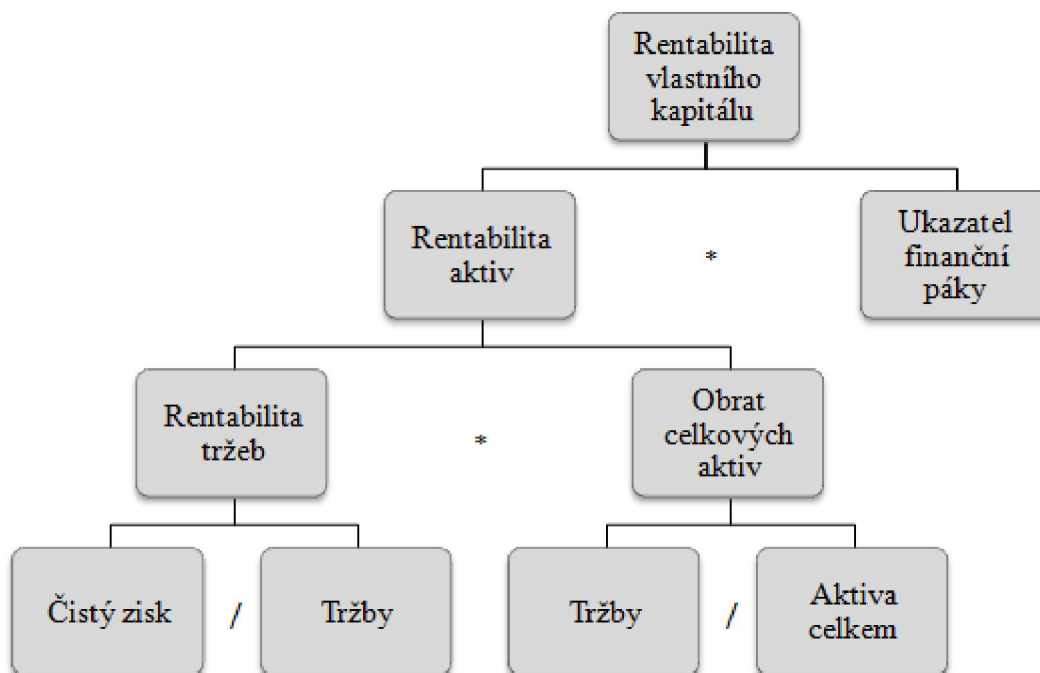 Rentabilita
vlastního
kapitálu
Rentabilita
aktiv
*
Ukazatel
finanční
páky
Rentabilita
tržeb
*
Obrat
celkových
aktiv
Čistý zisk
/
Tržby
Tržby
/
Aktiva
celkem